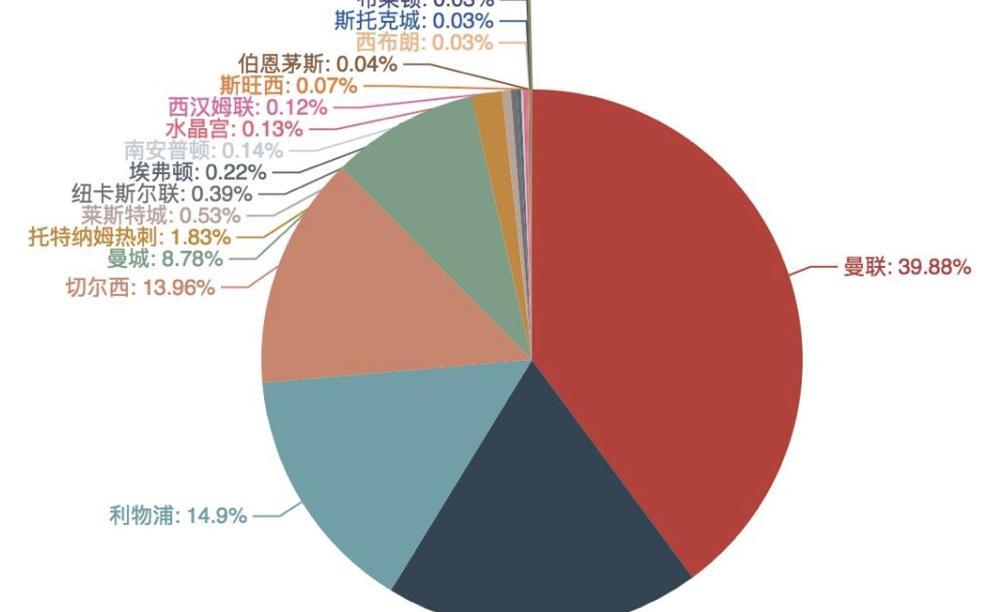 斯托克城: 0.03%
西布朗: 0.03%
伯恩茅斯: 0.04%
斯旺西: 0.07%
西汉姆联: 0.12%
水晶宫: 0.13%
南安普顿: 0.14%
埃弗顿: 0.22%
纽卡斯尔联: 0.39%
莱斯特城: 0.53%
托特纳姆热刺: 1.83%
曼城: 8.78%
切尔西: 13.96%
曼联: 39.88%
利物浦: 14.9%